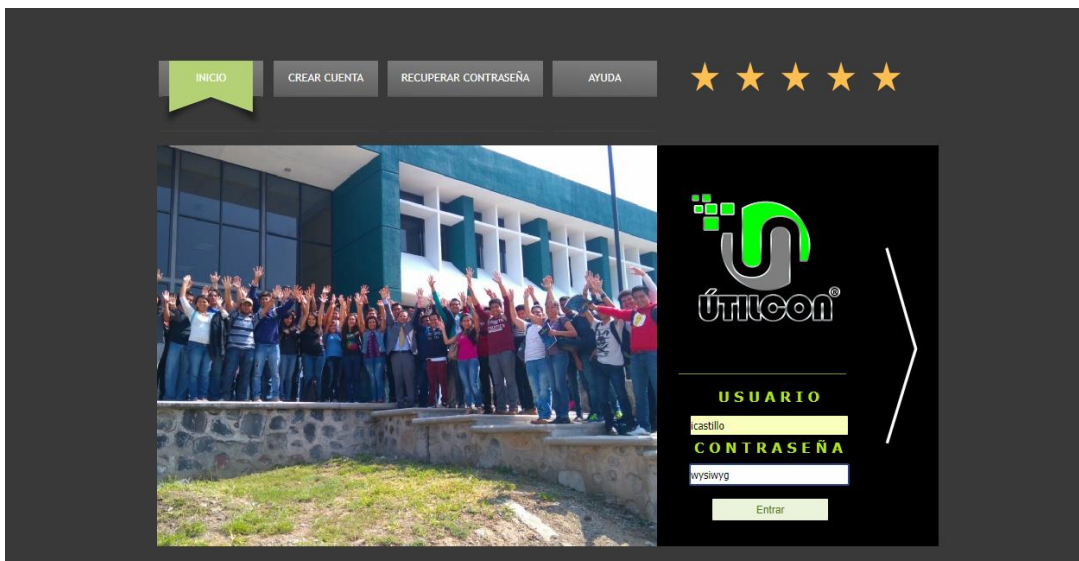 INICIO
CREAR CUENTA
RECUPERAR CONTRASEÑA
AYUDA
ÚTILCON®
USUARIO
icastillo
CONTRASEÑA
wysiwyg
Entrar